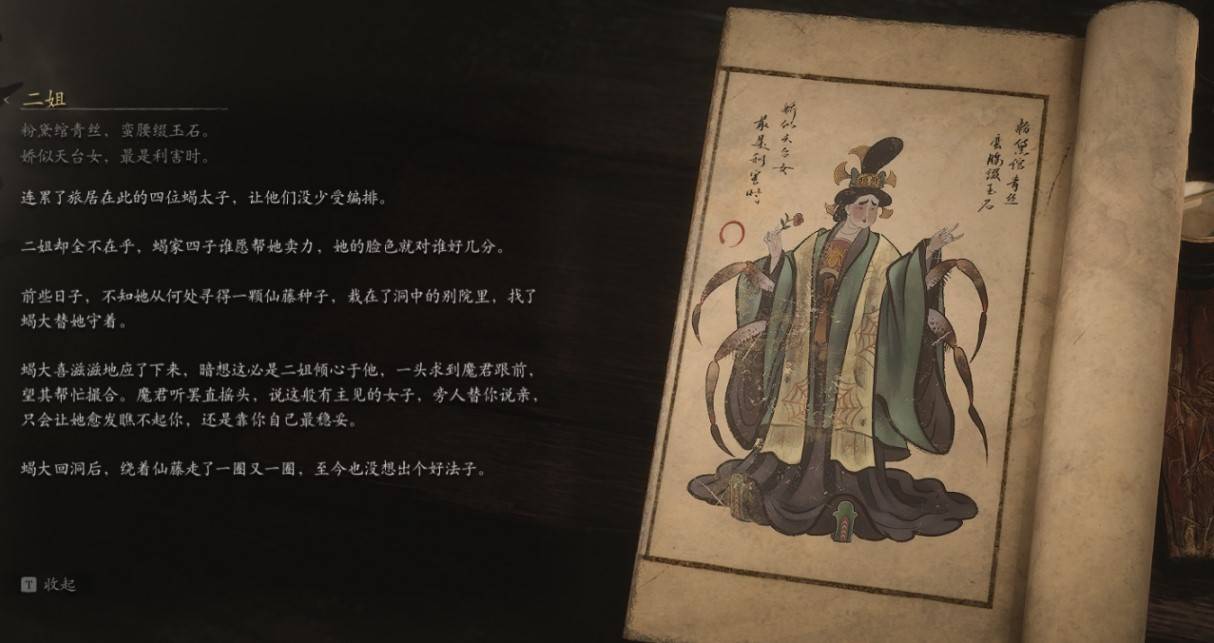 二姐
粉黛绾青丝，蛮腰缀玉石。
娇似天台女，最是利害时。
连累了旅居在此的四位蝎太子，让他们没少受编排。
二姐却全不在乎，蝎家四子谁愿帮她卖力，她的脸色就对谁好几分。
前些日子，不知她从何处寻得一颗仙藤种子，栽在了洞中的别院里，找了
蝎大替她守着。
蝎大喜滋滋地应了下来，暗想这必是二姐倾心于他，一头求到魔君跟前，
望其帮忙撮合。魔君听罢直摇头，说这般有主见的女子，旁人替你说亲，
只会让她愈发瞧不起你，还是靠你自己最稳妥。
蝎大回洞后，绕着仙藤走了一圈又一圈，至今也没想出个好法子。
T 收起
粉黛绾青丝
蛮腰缀玉石
娇似天台女
最是利害时